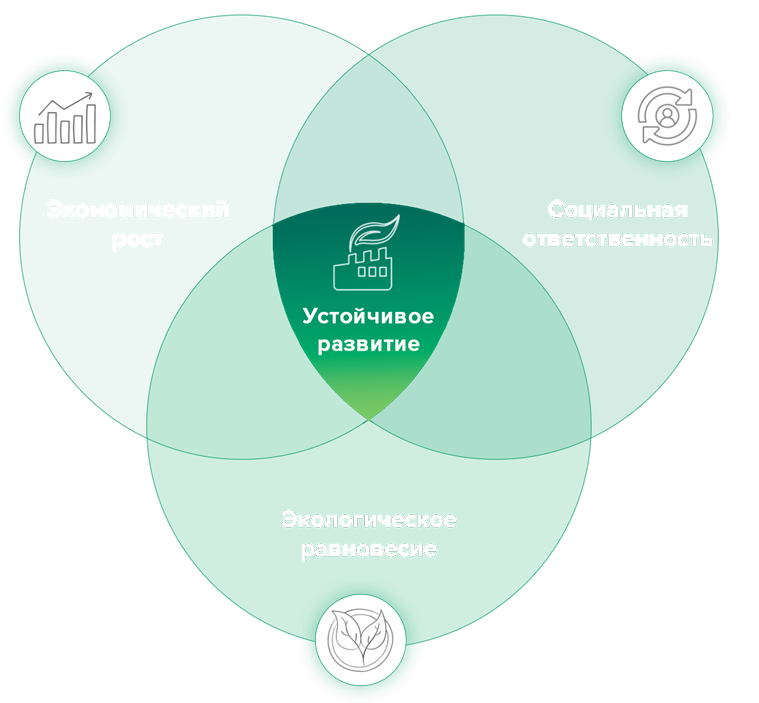 Экономический
рост
Социальная
ответственность
Устойчивое
развитие
Экологическое
равновесие